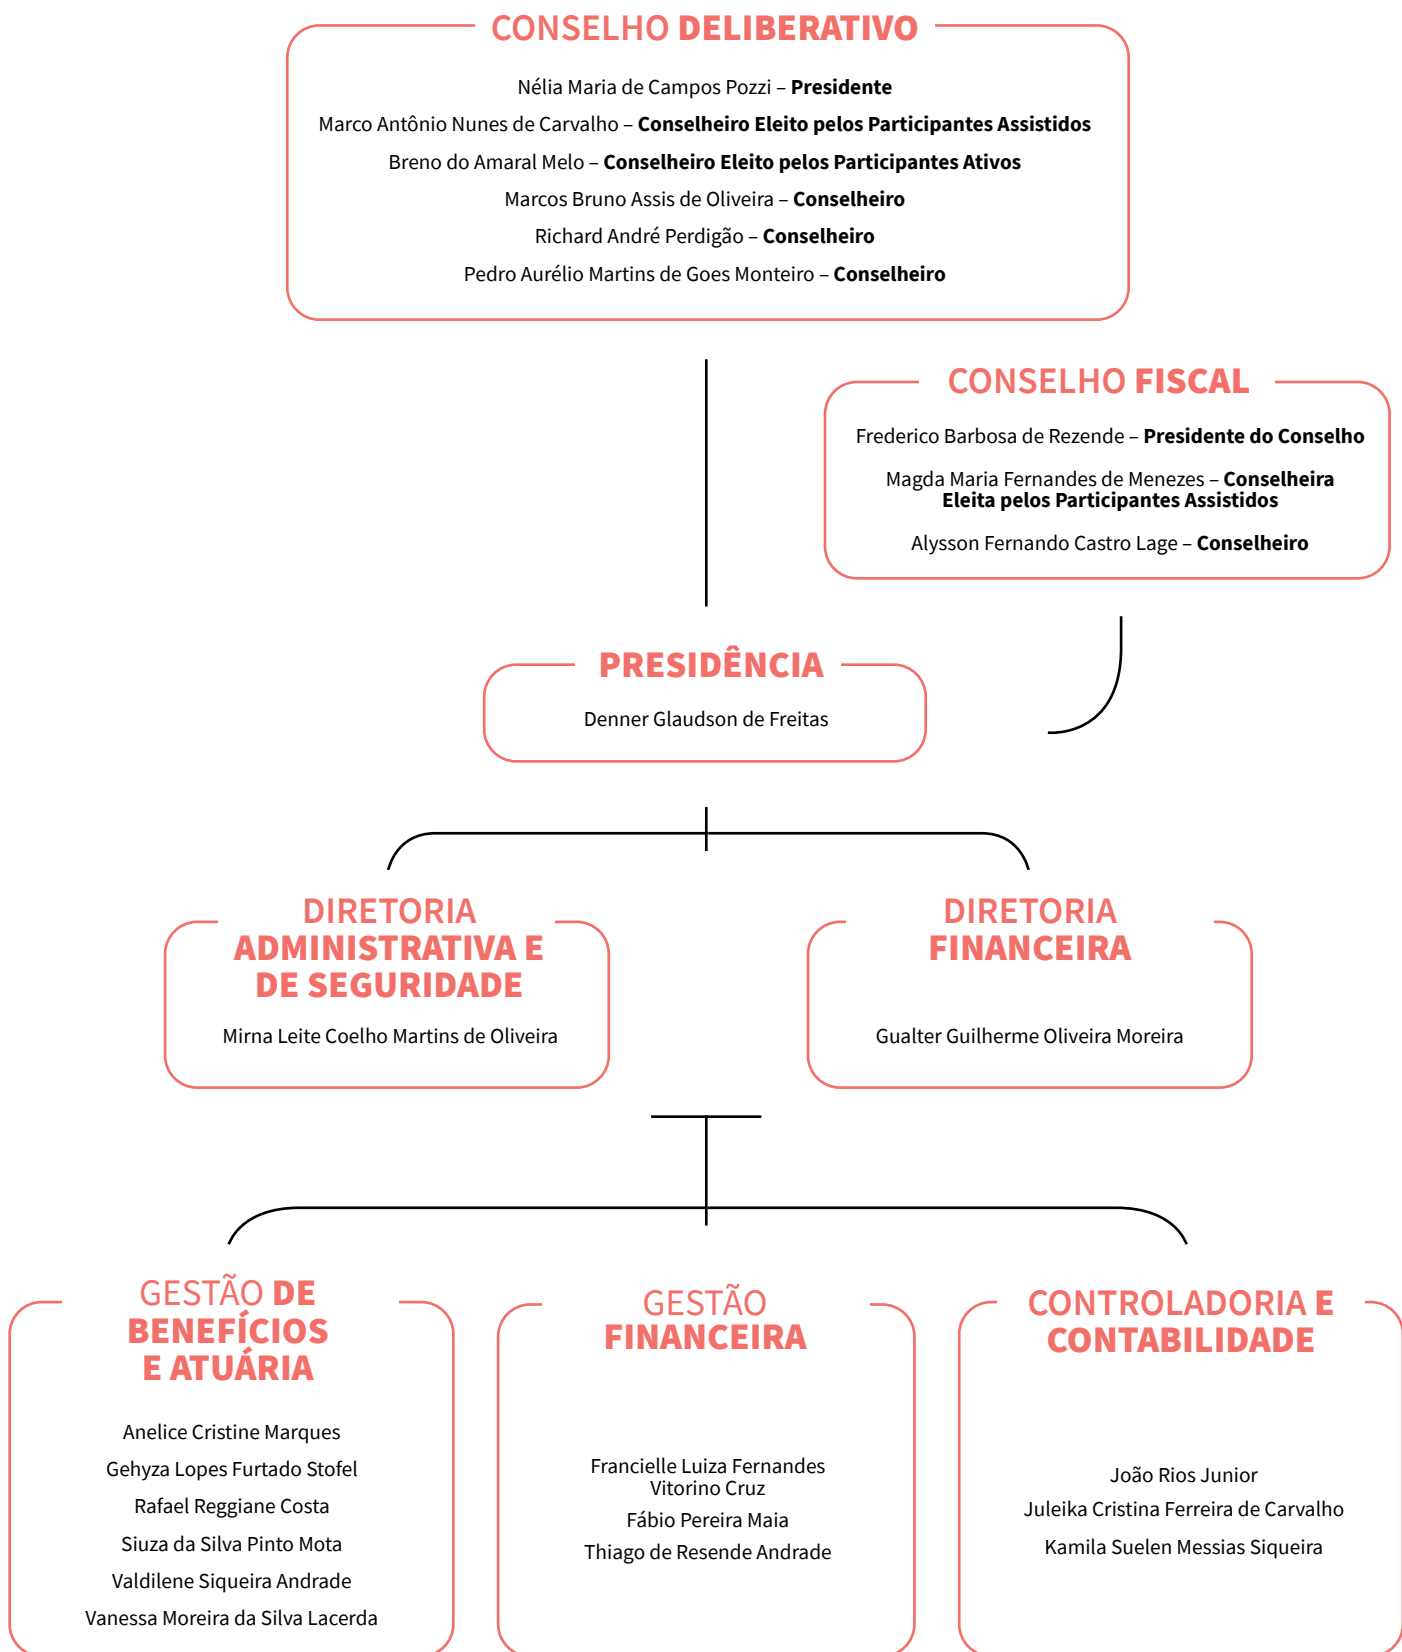 CONSELHO DELIBERATIVO
Nélia Maria de Campos Pozzi – Presidente
Marco Antônio Nunes de Carvalho – Conselheiro Eleito pelos Participantes Assistidos
Breno do Amaral Melo – Conselheiro Eleito pelos Participantes Ativos
Marcos Bruno Assis de Oliveira – Conselheiro
Richard André Perdigão – Conselheiro
Pedro Aurélio Martins de Goes Monteiro – Conselheiro
CONSELHO FISCAL
Frederico Barbosa de Rezende – Presidente do Conselho
Magda Maria Fernandes de Menezes – Conselheira
Eleita pelos Participantes Assistidos
Alysson Fernando Castro Lage – Conselheiro
PRESIDÊNCIA
Denner Glaudson de Freitas
DIRETORIA
ADMINISTRATIVA E
DE SEGURIDADE
Mirna Leite Coelho Martins de Oliveira
DIRETORIA
FINANCEIRA
Gualter Guilherme Oliveira Moreira
GESTÃO DE
BENEFÍCIOS
E ATUÁRIA
Anelice Cristine Marques
Gehyza Lopes Furtado Stofel
Rafael Reggiane Costa
Siuza da Silva Pinto Mota
Valdilene Siqueira Andrade
Vanessa Moreira da Silva Lacerda
GESTÃO
FINANCEIRA
Francielle Luiza Fernandes
Vitorino Cruz
Fábio Pereira Maia
Thiago de Resende Andrade
CONTROLADORIA E
CONTABILIDADE
João Rios Junior
Juleika Cristina Ferreira de Carvalho
Kamila Suelen Messias Siqueira